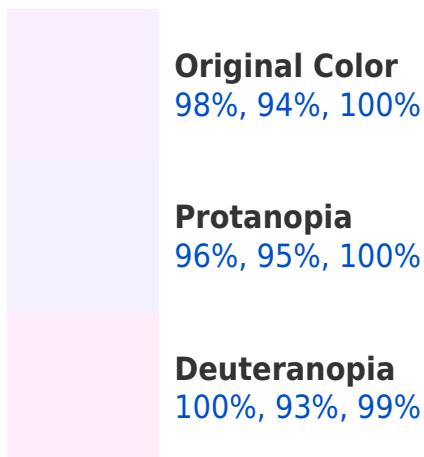 Original Color
98%, 94%, 100%
Protanopia
96%, 95%, 100%
Deuteranopia
100%, 93%, 99%